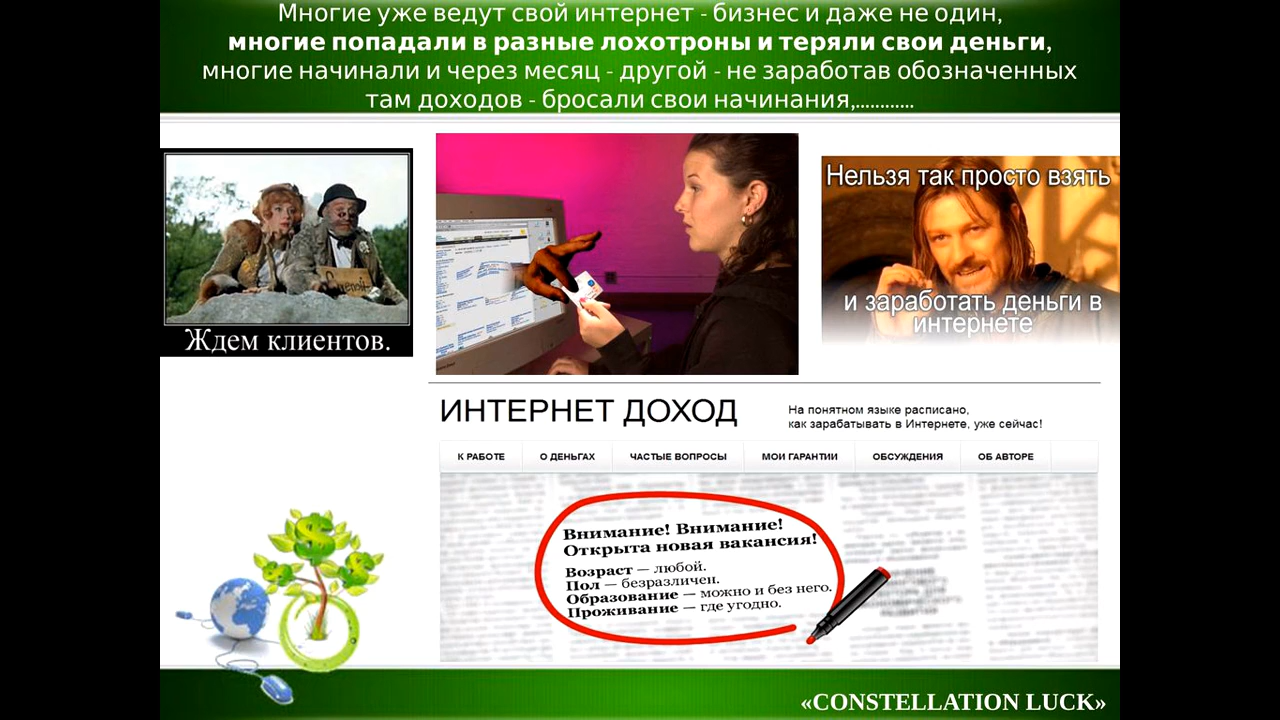 Многие уже ведут свой интернет - бизнес и даже не один,
многие попадали в разные лохотроны и теряли свои деньги,
многие начинали и через месяц - другой - не заработав обозначенных
там доходов - бросали свои начинания,............
Ждем клиентов.
Нельзя так просто взять
и заработать деньги в
интернете
ИНТЕРНЕТ ДОХОД
На понятном языке расписано,
как зарабатывать в Интернете, уже сейчас!
К РАБОТЕ О ДЕНЬГАХ ЧАСТЫЕ ВОПРОСЫ МОИ ГАРАНТИИ ОБСУЖДЕНИЯ ОБ АВТОРЕ
Внимание! Внимание!
Открыта новая вакансия!
Возраст — любой.
Пол — безразличен.
Образование — можно и без него.
Проживание — где угодно.
«CONSTELLATION LUCK»